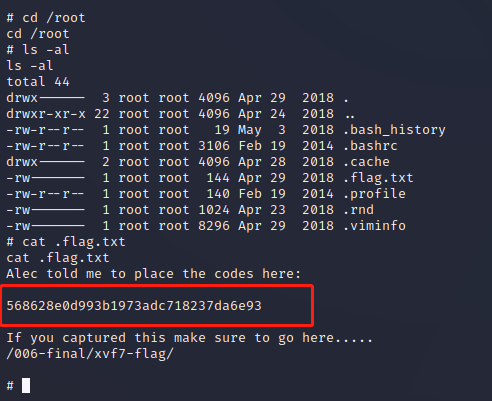 # cd /root
cd /root
# ls -al
ls -al
total 44
drwx------  3 root root 4096 Apr 29  2018 .
drwxr-xr-x 22 root root 4096 Apr 24  2018 ..
-rw-r--r--  1 root root   19 May  3  2018 .bash_history
-rw-r--r--  1 root root 3106 Feb 19  2014 .bashrc
drwx------  2 root root 4096 Apr 28  2018 .cache
-rw-------  1 root root  144 Apr 29  2018 .flag.txt
-rw-r--r--  1 root root  140 Feb 19  2014 .profile
-rw-------  1 root root 1024 Apr 23  2018 .rnd
-rw-------  1 root root 8296 Apr 29  2018 .viminfo
# cat .flag.txt
cat .flag.txt
Alec told me to place the codes here:
568628e0d993b1973adc718237da6e93
If you captured this make sure to go here.....
/006-final/xvf7-flag/
#